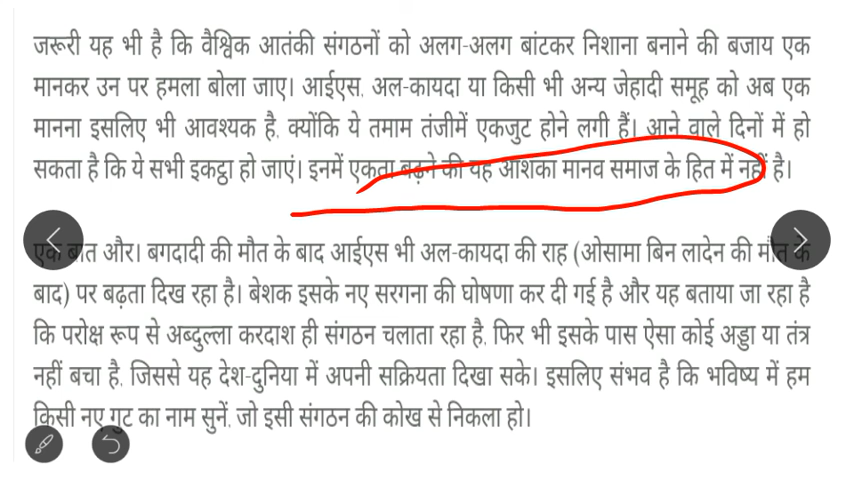 जरूरी यह भी है कि वैश्विक आतंकी संगठनों को अलग-अलग बांटकर निशाना बनाने की बजाय एक
मानकर उन पर हमला बोला जाए। आईएस, अल-कायदा या किसी भी अन्य जेहादी समूह को अब एक
मानना इसलिए भी आवश्यक है, क्योंकि ये तमाम तंजीमें एकजुट होने लगी हैं। आने वाले दिनों में हो
सकता है कि ये सभी इकट्ठा हो जाएं। इनमें एकता बढ़ने की यह आशंका मानव समाज के हित में नहीं है।
एक बात और। बगदादी की मौत के बाद आईएस भी अल-कायदा की राह (ओसामा बिन लादेन की मौत के
बाद) पर बढ़ता दिख रहा है। बेशक इसके नए सरगना की घोषणा कर दी गई है और यह बताया जा रहा है
कि परोक्ष रूप से अब्दुल्ला करदाश ही संगठन चलाता रहा है, फिर भी इसके पास ऐसा कोई अड्डा या तंत्र
नहीं बचा है, जिससे यह देश-दुनिया में अपनी सक्रियता दिखा सके। इसलिए संभव है कि भविष्य में हम
किसी नए गुट का नाम सुनें, जो इसी संगठन की कोख से निकला हो।